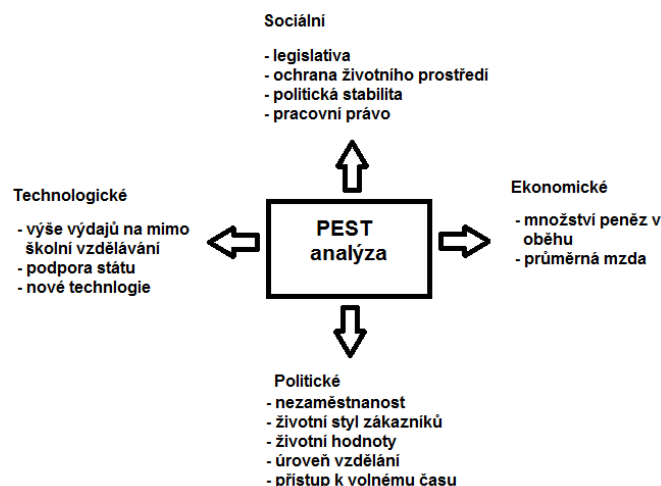 Sociální
- legislativa
- ochrana životního prostředí
- politická stabilita
- pracovní právo
Technologické
- výše výdajů na mimo
školní vzdělávání
- podpora státu
- nové technlogie
PEST
analýza
Ekonomické
- množství peněz v
oběhu
- průměrná mzda
Politické
- nezaměstnanost
- životní styl zákazníků
- životní hodnoty
- úroveň vzdělání
- přístup k volnému času